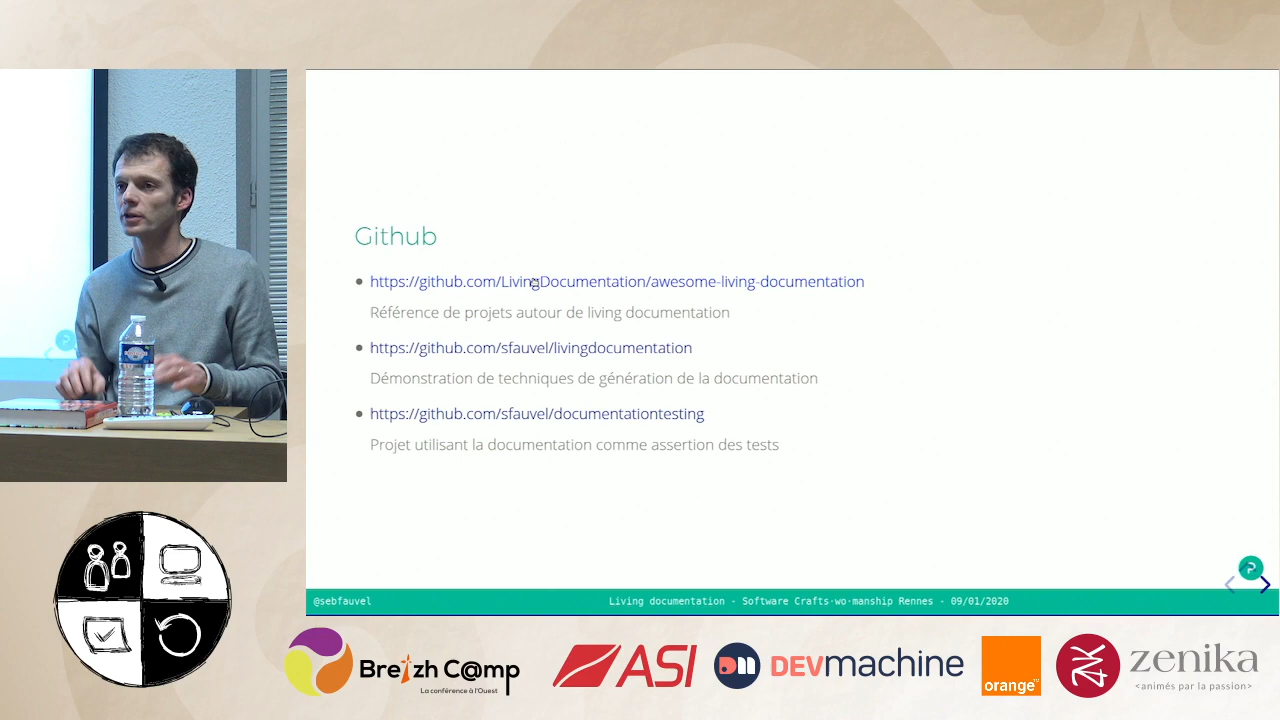 Github
https://github.com/LivingDocumentation/awesome-living-documentation
Référence de projets autour de living documentation
https://github.com/sfauvel/livingdocumentation
Démonstration de techniques de génération de la documentation
https://github.com/sfauvel/documentationtesting
Projet utilisant la documentation comme assertion des tests
@sebfauvel
Living documentation - Software Crafts·wo·manship Rennes - 09/01/2020
Breizh C@mp
La conférence à l'Ouest
ASI
DEVmachine
orange™
zenika
<animés par la passion>